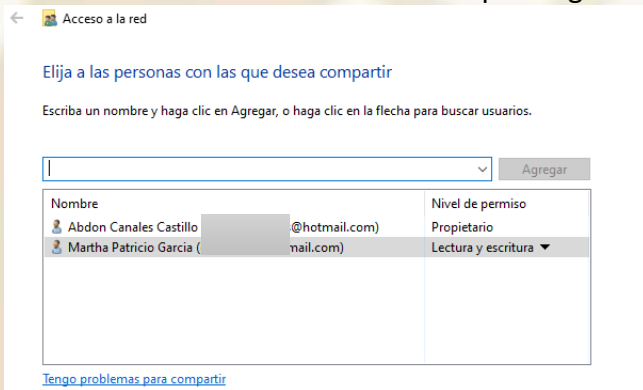 Acceso a la red
Elija a las personas con las que desea compartir
Escriba un nombre y haga clic en Agregar, o haga clic en la flecha para buscar usuarios.
Agregar
Nombre Nivel de permiso
Abdon Canales Castillo @hotmail.com) Propietario
Martha Patricio Garcia ( mail.com) Lectura y escritura
Tengo problemas para compartir